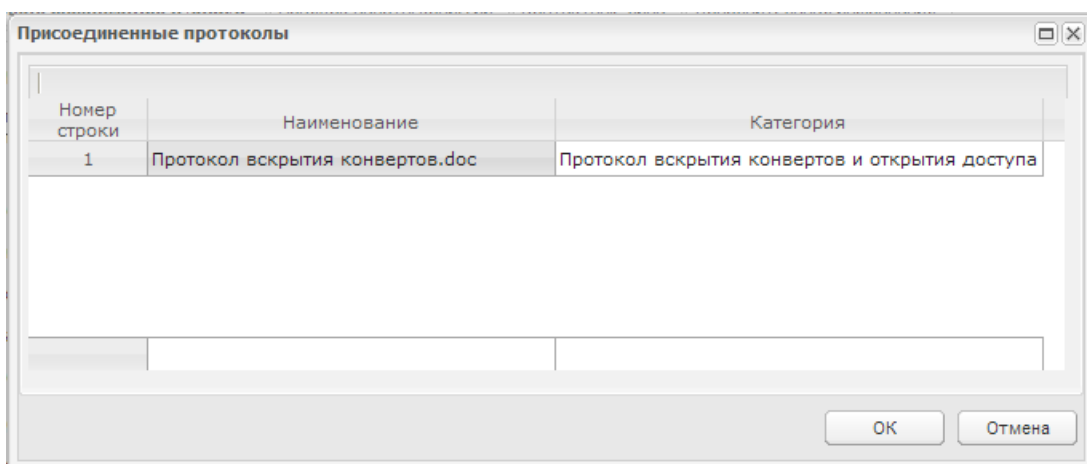 Присоединенные протоколы
Номер строки Наименование Категория
1 Протокол вскрытия конвертов.doc Протокол вскрытия конвертов и открытия доступа
ОК Отмена